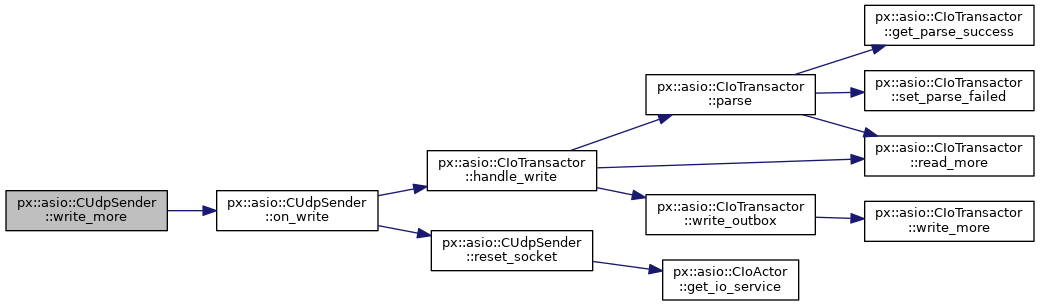 px::asio::CUdpSender
::write_more
px::asio::CUdpSender
::on_write
px::asio::CIoTransactor
::handle_write
px::asio::CUdpSender
::reset_socket
px::asio::CIoTransactor
::parse
px::asio::CIoTransactor
::write_outbox
px::asio::CIoActor
::get_io_service
px::asio::CIoTransactor
::get_parse_success
px::asio::CIoTransactor
::set_parse_failed
px::asio::CIoTransactor
::read_more
px::asio::CIoTransactor
::write_more